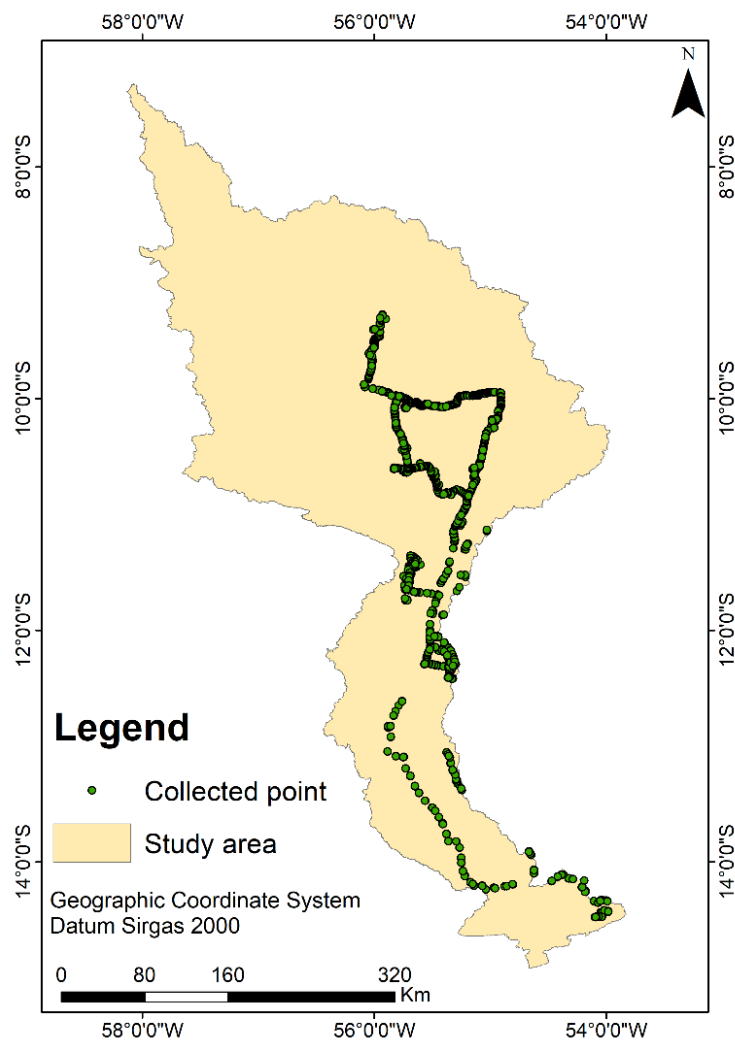 58°0'0"W 56°0'0"W 54°0'0"W
N
8°0'0"S 8°0'0"S
10°0'0"S 10°0'0"S
12°0'0"S 12°0'0"S
Legend
Collected point
Study area
14°0'0"S 14°0'0"S
Geographic Coordinate System
Datum Sirgas 2000
0 80 160 320
Km
58°0'0"W 56°0'0"W 54°0'0"W